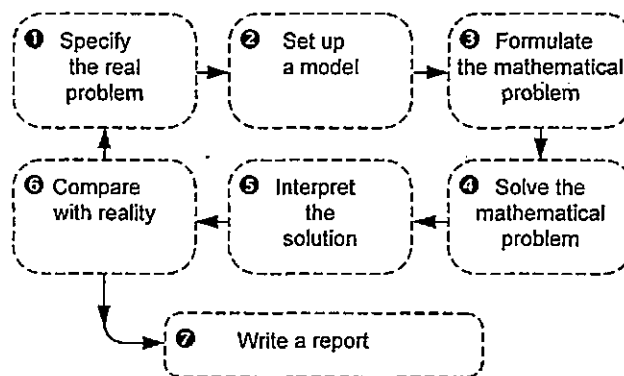 ❶ Specify
the real
problem
❷ Set up
a model
❸ Formulate
the mathematical
problem
❹ Solve the
mathematical
problem
❺ Interpret
the
solution
❻ Compare
with reality
❼ Write a report